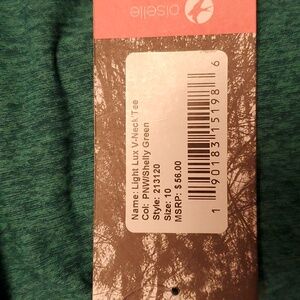 oiselle
Name: Light Lux V-Neck Tee
Col: PNW/Shelly Green
Style: 213120
Size: 10
MSRP: $ 56.00
1 90183 15198 6